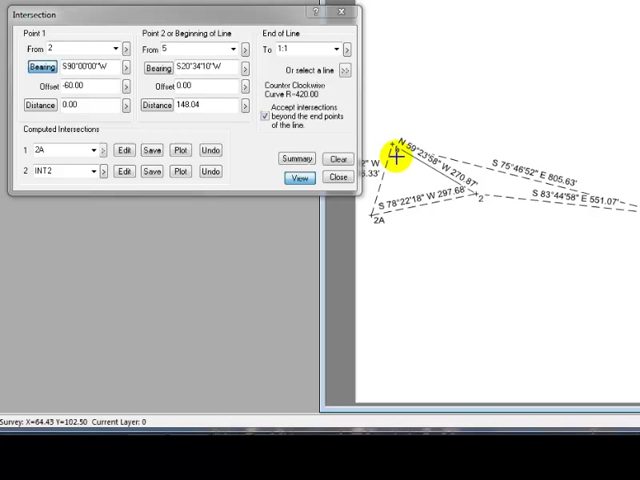 Intersection
Point 1
Point 2 or Beginning of Line
End of Line
From 2
From 5
To 1:1
Bearing S90°00'00"W
Bearing S20°34'10"W
Or select a line >>
Offset -60.00
Offset 0.00
Counter Clockwise
Curve R=420.00
Distance 0.00
Distance 148.04
Accept intersections
beyond the end points
of the line.
Computed Intersections
1 2A Edit Save Plot Undo
2 INT2 Edit Save Plot Undo
Summary Clear
View Close
N 59°23'58" W 270.87'
S 75°46'52" E 805.63'
2" W
5.33'
S 78°22'18" W 297.68'
2
S 83°44'58" E 551.07'
2A
Survey: X=64.43 Y=102.50 Current Layer: 0